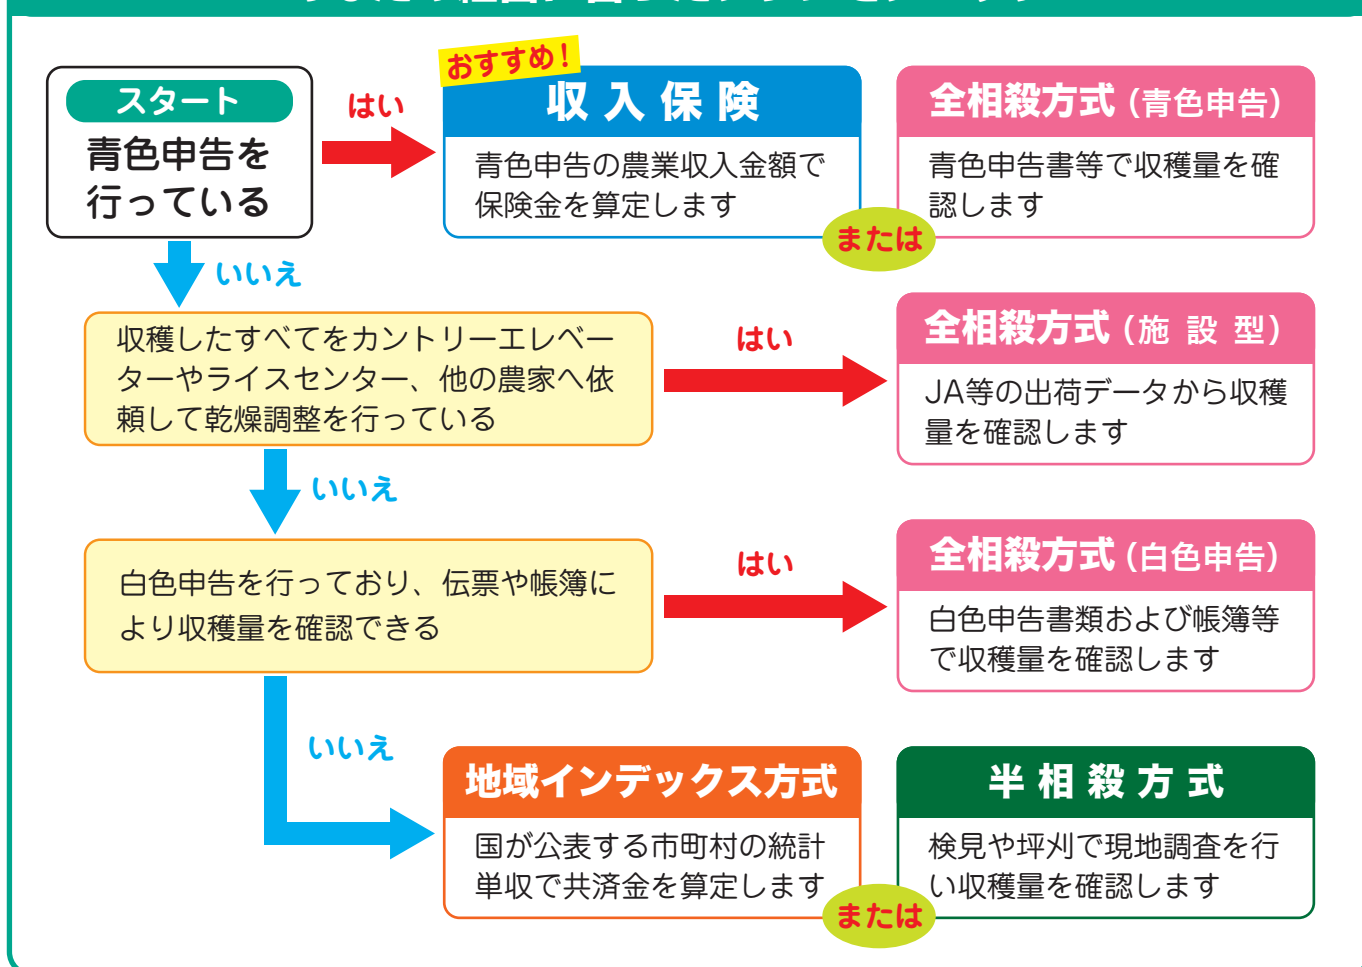 スタート
青色申告を
行っている
はい
おすすめ！
収入保険
青色申告の農業収入金額で
保険金を算定します
または
全相殺方式（青色申告）
青色申告書等で収穫量を確
認します
いいえ
収穫したすべてをカントリーエレベー
ターやライスセンター、他の農家へ依
頼して乾燥調整を行っている
はい
全相殺方式（施設型）
JA等の出荷データから収穫
量を確認します
いいえ
白色申告を行っており、伝票や帳簿に
より収穫量を確認できる
はい
全相殺方式（白色申告）
白色申告書類および帳簿等
で収穫量を確認します
いいえ
地域インデックス方式
国が公表する市町村の統計
単収で共済金を算定します
または
半相殺方式
検見や坪刈で現地調査を行
い収穫量を確認します